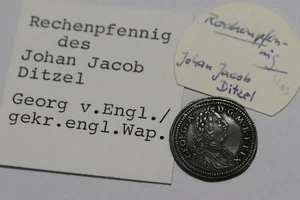 Rechenpfennig
des
Johan Jacob
Ditzel
Georg v.Engl./
gekr.engl.Wap.
Rechenpfen-
nig
Johan Jacob
Ditzel